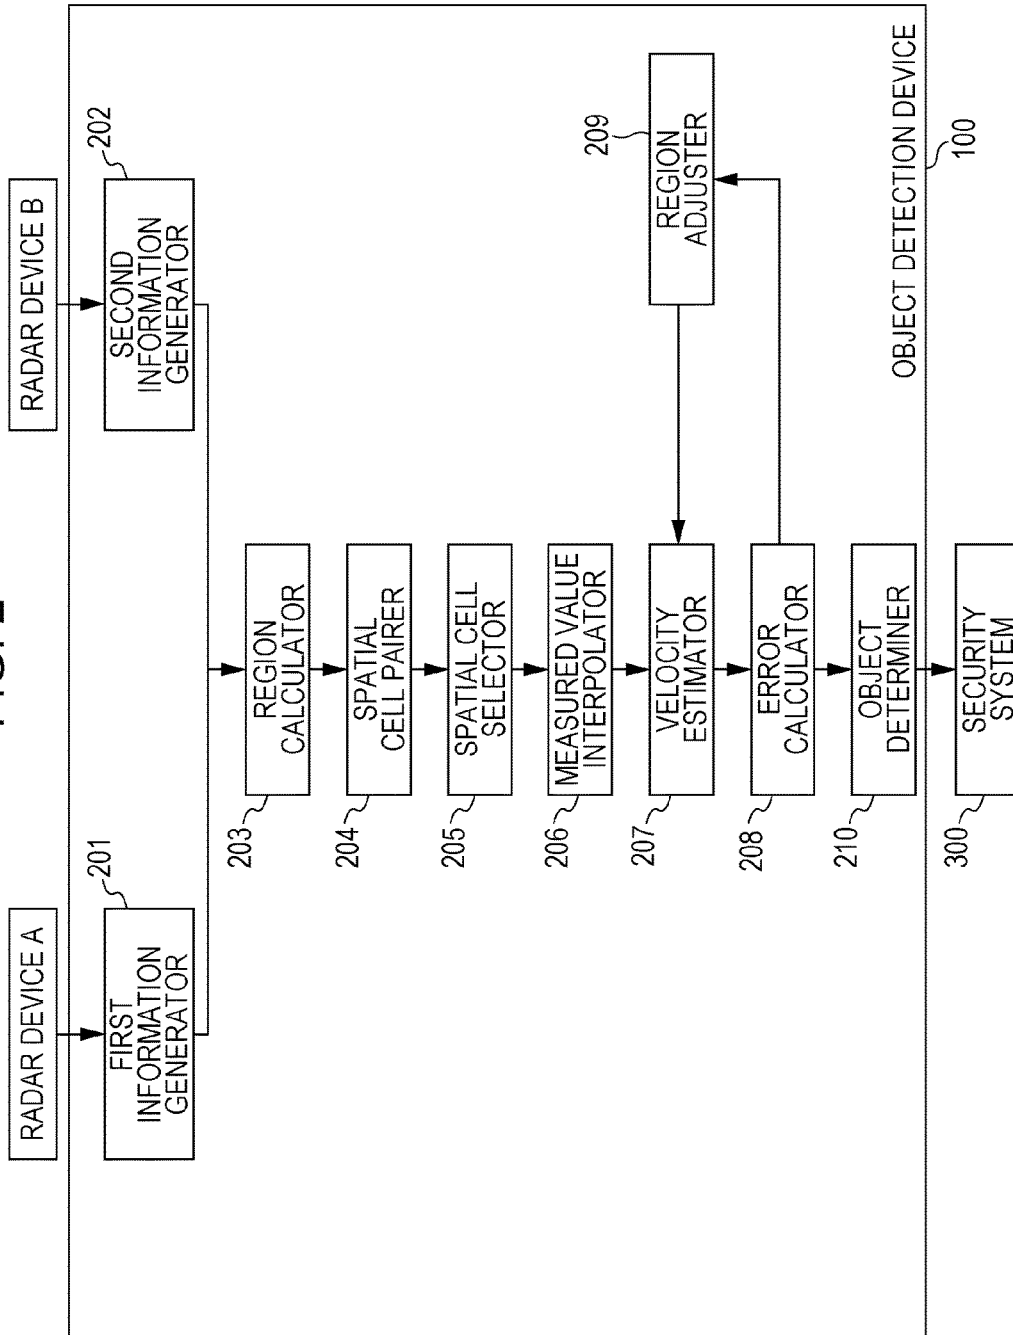 RADAR DEVICE A
RADAR DEVICE B
201
FIRST
INFORMATION
GENERATOR
202
SECOND
INFORMATION
GENERATOR
203
REGION
CALCULATOR
204
SPATIAL
CELL PAIRER
205
SPATIAL CELL
SELECTOR
206
MEASURED VALUE
INTERPOLATOR
207
VELOCITY
ESTIMATOR
209
REGION
ADJUSTER
208
ERROR
CALCULATOR
210
OBJECT
DETERMINER
OBJECT DETECTION DEVICE
100
300
SECURITY
SYSTEM